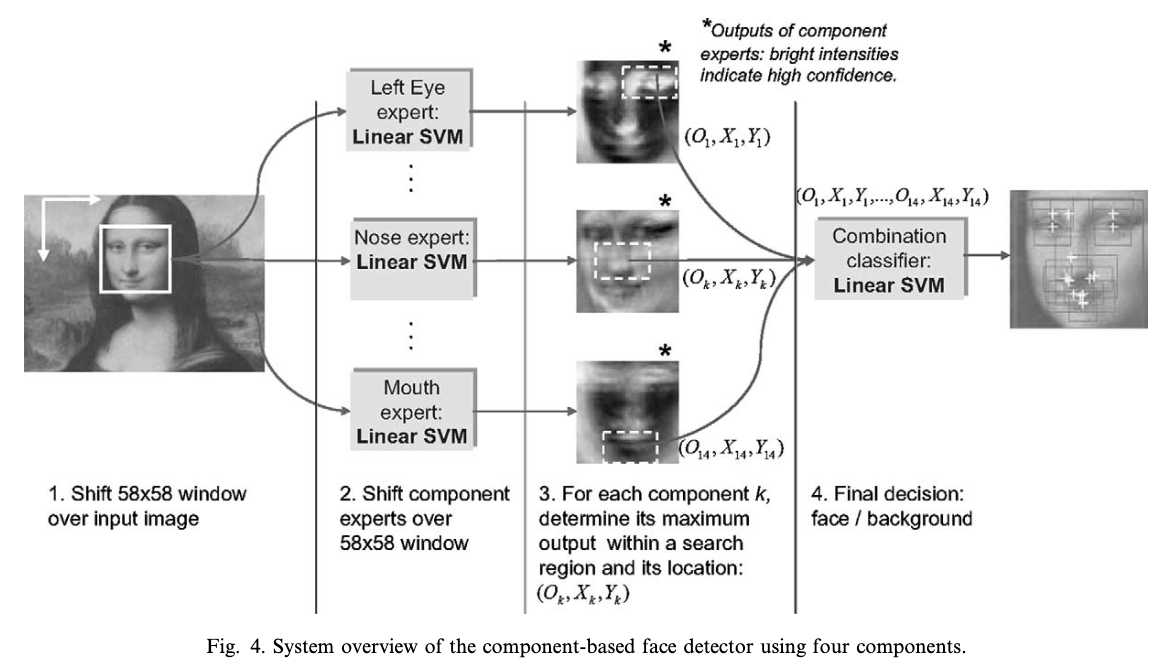 *Outputs of component
experts: bright intensities
indicate high confidence.
*
Left Eye
expert:
Linear SVM
(O₁, X₁, Y₁)
⋮
*
Nose expert:
Linear SVM
(Oₖ, Xₖ, Yₖ)
(O₁, X₁, Y₁,..., O₁₄, X₁₄, Y₁₄)
Combination
classifier:
Linear SVM
⋮
*
Mouth
expert:
Linear SVM
(O₁₄, X₁₄, Y₁₄)
1. Shift 58x58 window
over input image
2. Shift component
experts over
58x58 window
3. For each component k,
determine its maximum
output within a search
region and its location:
(Oₖ, Xₖ, Yₖ)
4. Final decision:
face / background
Fig. 4. System overview of the component-based face detector using four components.